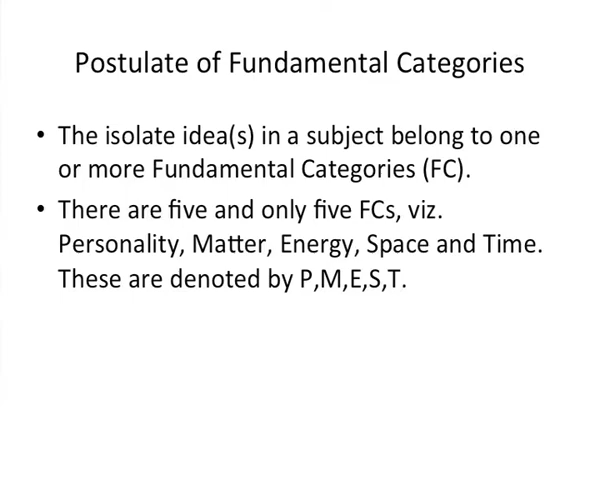 Postulate of Fundamental Categories
• The isolate idea(s) in a subject belong to one
or more Fundamental Categories (FC).
• There are five and only five FCs, viz.
Personality, Matter, Energy, Space and Time.
These are denoted by P,M,E,S,T.